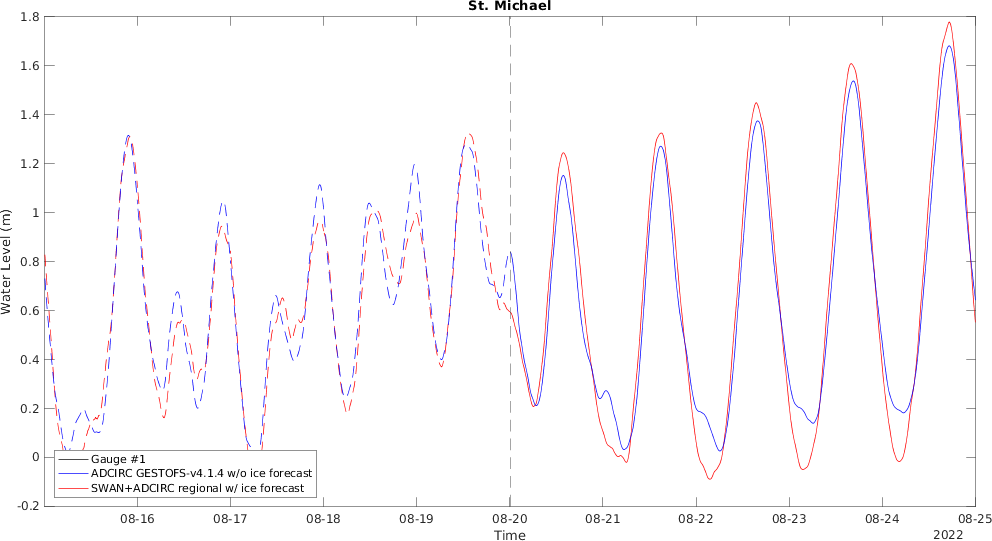 St. Michael
1.8
1.6
1.4
1.2
1
0.8
0.6
0.4
0.2
0
-0.2
Water Level (m)
Gauge #1
ADCIRC GESTOFS-v4.1.4 w/o ice forecast
SWAN+ADCIRC regional w/ ice forecast
08-16 08-17 08-18 08-19 08-20 08-21 08-22 08-23 08-24 08-25
Time
2022